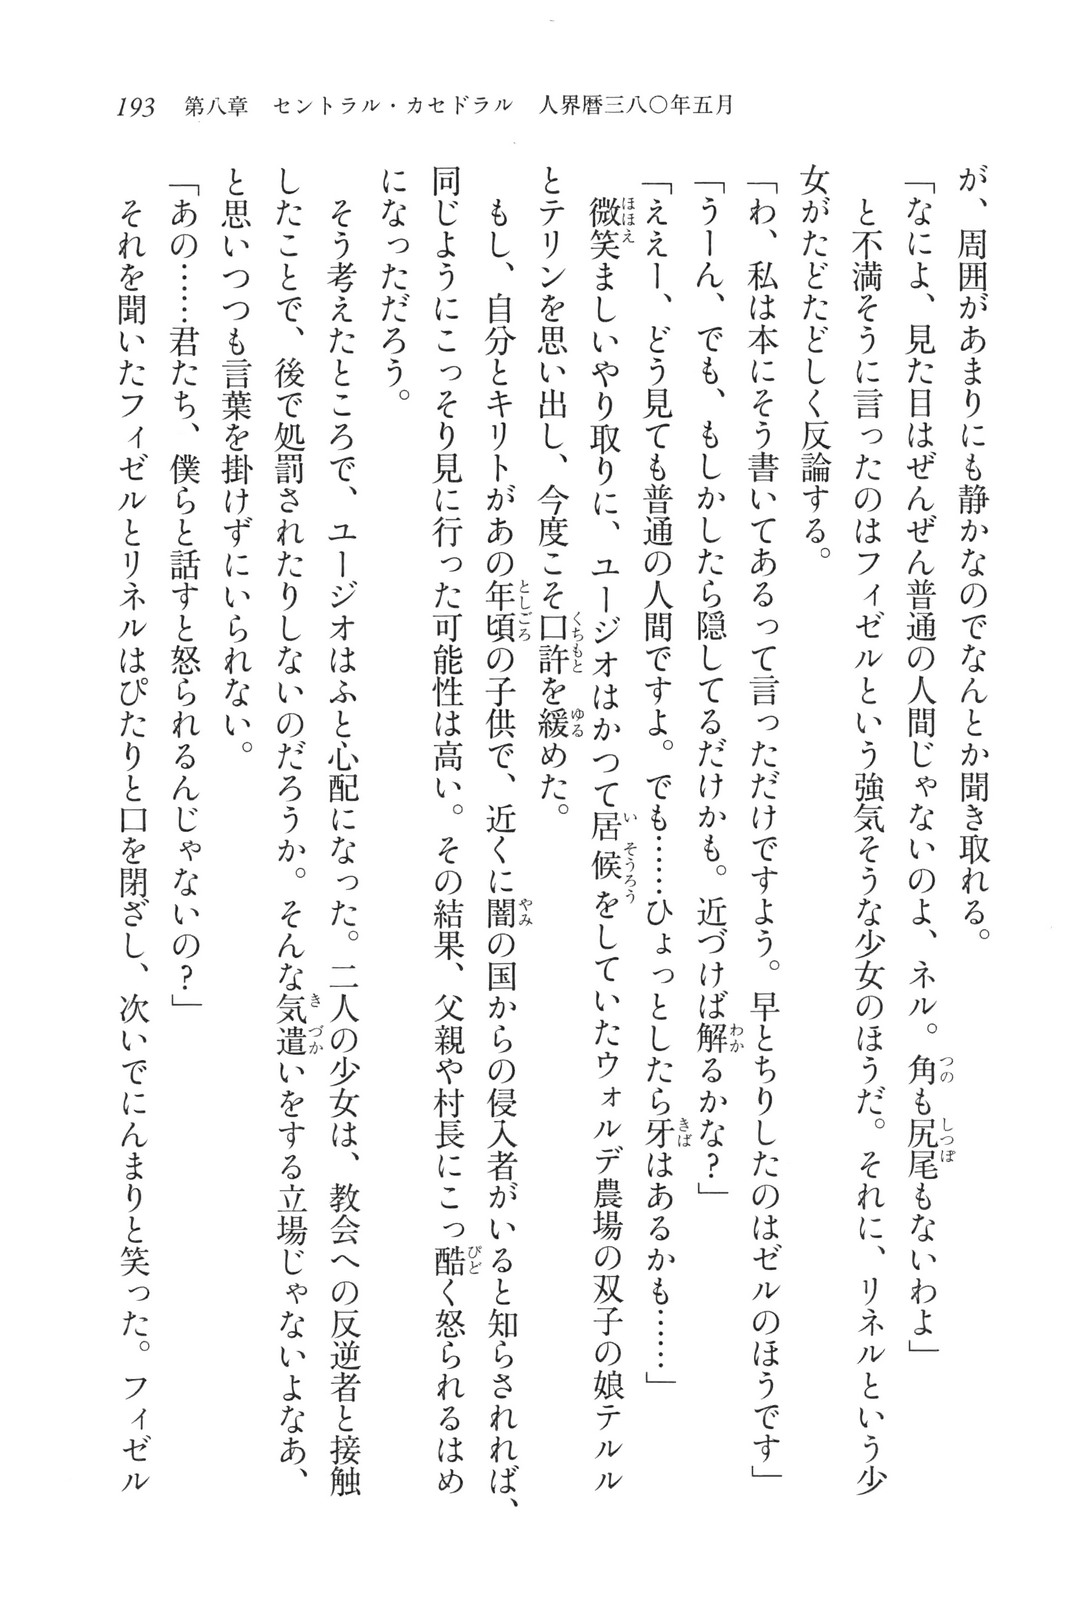 193　第八章　セントラル・カセドラル　人界暦三八〇年五月
が、周囲があまりにも静かなのでなんとか聞き取れる。
「なによ、見た目はぜんぜん普通の人間じゃないのよ、ネル。角も尻尾もないわよ」
　と不満そうに言ったのはフィゼルという強気そうな少女のほうだ。それに、リネルという少
女がたどたどしく反論する。
「わ、私は本にそう書いてあるって言っただけですよう。早とちりしたのはゼルのほうです」
「うーん、でも、もしかしたら隠してるだけかも。近づけば解るかな？」
「ええー、どう見ても普通の人間ですよ。でも……ひょっとしたら牙はあるかも……」
　微笑ましいやり取りに、ユージオはかつて居候をしていたウォルデ農場の双子の娘テルル
とテリンを思い出し、今度こそ口許を緩めた。
　もし、自分とキリトがあの年頃の子供で、近くに闇の国からの侵入者がいると知らされれば、
同じようにこっそり見に行った可能性は高い。その結果、父親や村長にこっ酷く怒られるはめ
になっただろう。
　そう考えたところで、ユージオはふと心配になった。二人の少女は、教会への反逆者と接触
したことで、後で処罰されたりしないのだろうか。そんな気遣いをする立場じゃないよなあ、
と思いつつも言葉を掛けずにいられない。
「あの……君たち、僕らと話すと怒られるんじゃないの？」
　それを聞いたフィゼルとリネルはぴたりと口を閉ざし、次いでにんまりと笑った。フィゼル